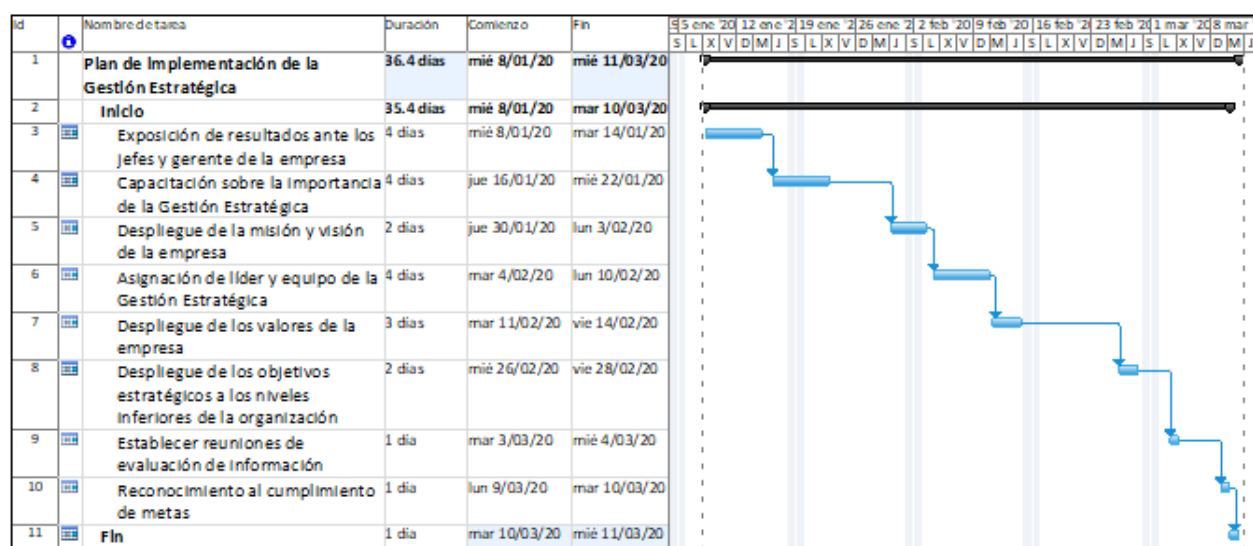 Id Nombre de tarea Duración Comienzo Fin 5 ene '20 12 ene '2 19 ene '2 26 ene '2 2 feb '20 9 feb '20 16 feb '2 23 feb '20 1 mar '20 8 mar
S L X V D M J S L X V D M J S L X V D M J S L X V D M J S L X V D M J
1 Plan de Implementación de la 36.4 días mié 8/01/20 mié 11/03/20
Gestión Estratégica
2 Inicio 35.4 días mié 8/01/20 mar 10/03/20
3 Exposición de resultados ante los 4 días mié 8/01/20 mar 14/01/20
jefes y gerente de la empresa
4 Capacitación sobre la importancia 4 días jue 16/01/20 mié 22/01/20
de la Gestión Estratégica
5 Despliegue de la misión y visión 2 días jue 30/01/20 lun 3/02/20
de la empresa
6 Asignación de líder y equipo de la 4 días mar 4/02/20 lun 10/02/20
Gestión Estratégica
7 Despliegue de los valores de la 3 días mar 11/02/20 vie 14/02/20
empresa
8 Despliegue de los objetivos 2 días mié 26/02/20 vie 28/02/20
estratégicos a los niveles
inferiores de la organización
9 Establecer reuniones de 1 día mar 3/03/20 mié 4/03/20
evaluación de información
10 Reconocimiento al cumplimiento 1 día lun 9/03/20 mar 10/03/20
de metas
11 Fin 1 día mar 10/03/20 mié 11/03/20